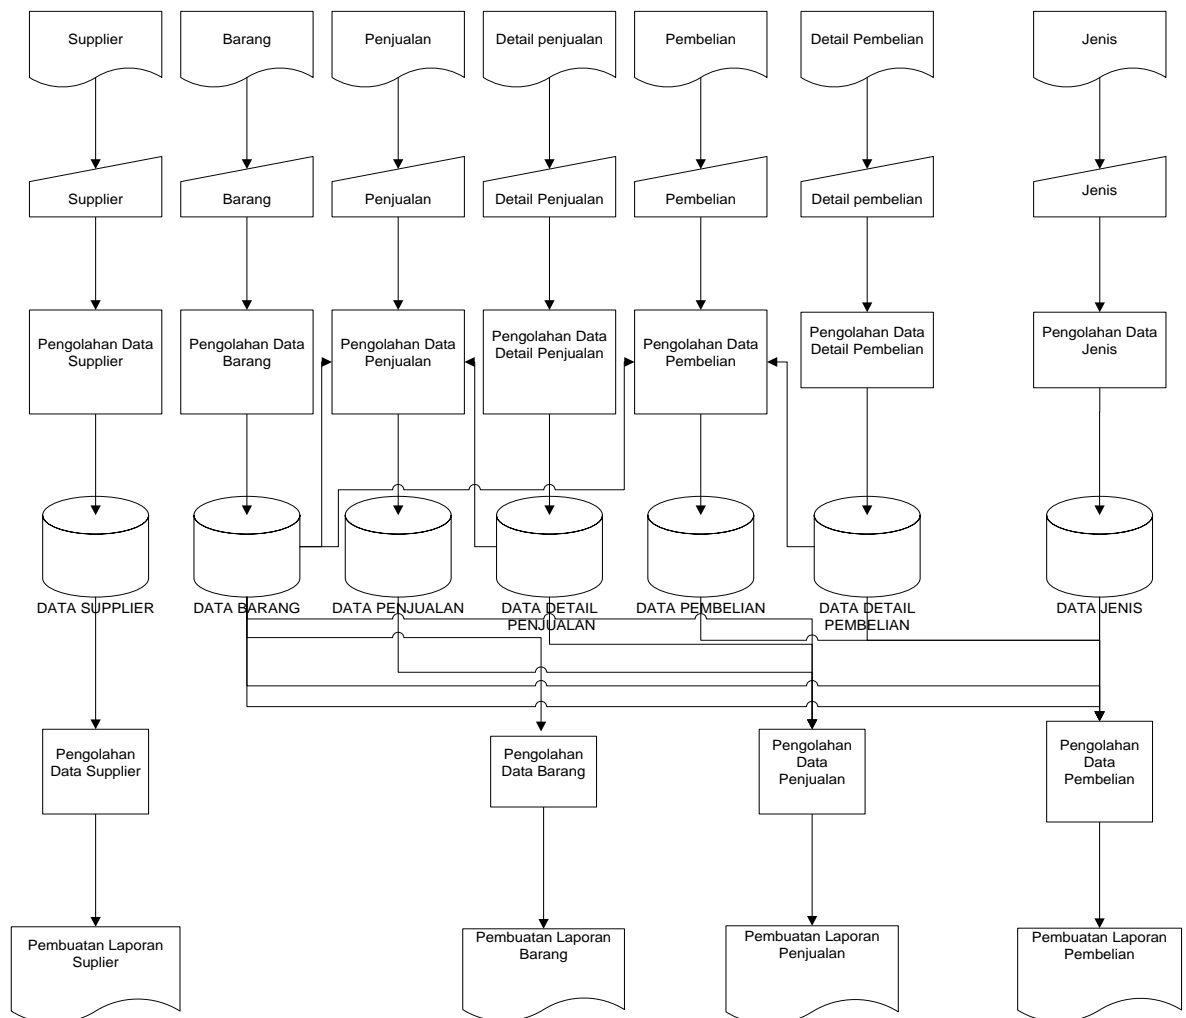 Supplier
Barang
Penjualan
Detail penjualan
Pembelian
Detail Pembelian
Jenis
Supplier
Barang
Penjualan
Detail Penjualan
Pembelian
Detail pembelian
Jenis
Pengolahan Data
Supplier
Pengolahan Data
Barang
Pengolahan Data
Penjualan
Pengolahan Data
Detail Penjualan
Pengolahan Data
Pembelian
Pengolahan Data
Detail Pembelian
Pengolahan Data
Jenis
DATA SUPPLIER
DATA BARANG
DATA PENJUALAN
DATA DETAIL
PENJUALAN
DATA PEMBELIAN
DATA DETAIL
PEMBELIAN
DATA JENIS
Pengolahan
Data Supplier
Pengolahan
Data Barang
Pengolahan
Data
Penjualan
Pengolahan
Data
Pembelian
Pembuatan Laporan
Suplier
Pembuatan Laporan
Barang
Pembuatan Laporan
Penjualan
Pembuatan Laporan
Pembelian